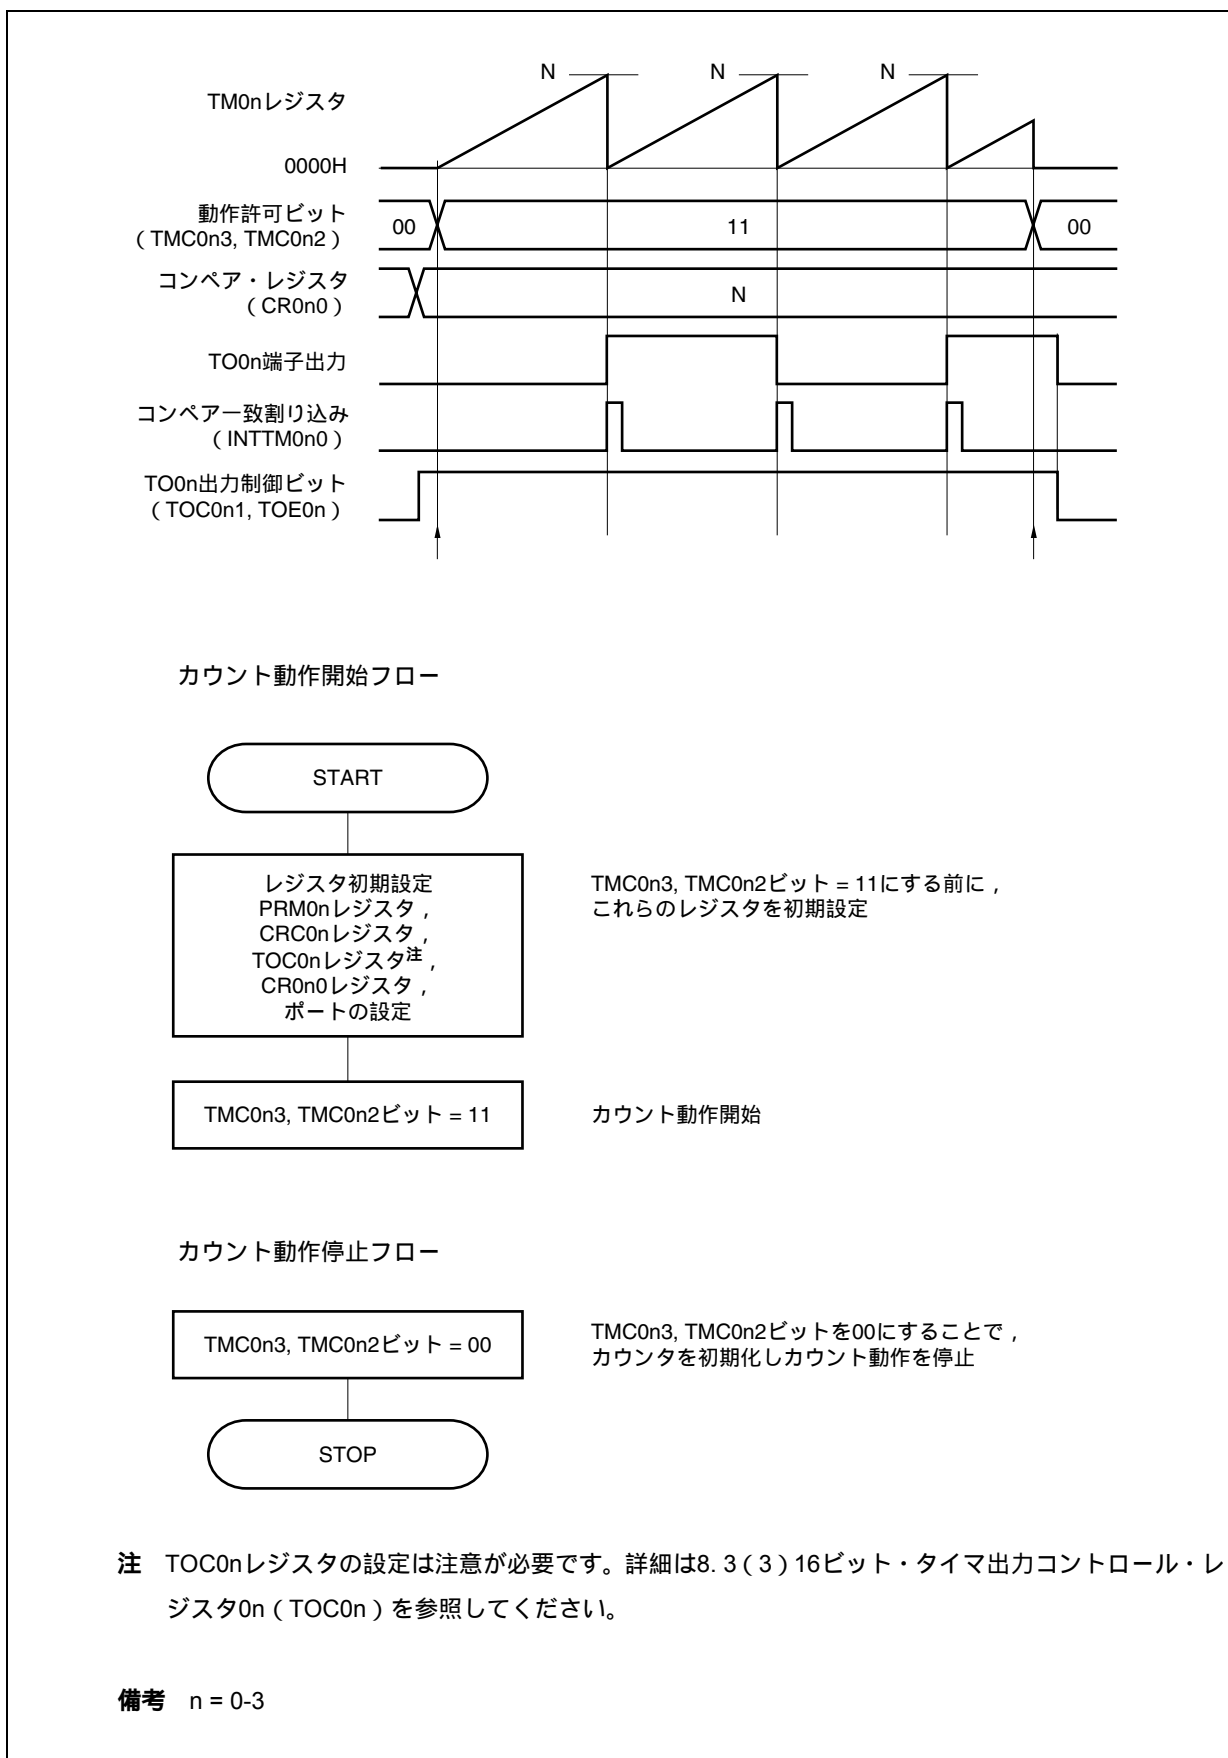 N N N
TM0nレジスタ
0000H
動作許可ビット
（TMC0n3, TMC0n2）
00 11 00
コンペア・レジスタ
（CR0n0）
N
TO0n端子出力
コンペア一致割り込み
（INTTM0n0）
TO0n出力制御ビット
（TOC0n1, TOE0n）
カウント動作開始フロー
START
レジスタ初期設定
PRM0nレジスタ，
CRC0nレジスタ，
TOC0nレジスタ注，
CR0n0レジスタ，
ポートの設定
TMC0n3, TMC0n2ビット = 11にする前に，
これらのレジスタを初期設定
TMC0n3, TMC0n2ビット = 11
カウント動作開始
カウント動作停止フロー
TMC0n3, TMC0n2ビット = 00
TMC0n3, TMC0n2ビットを00にすることで，
カウンタを初期化しカウント動作を停止
STOP
注 TOC0nレジスタの設定は注意が必要です。詳細は8. 3（3）16ビット・タイマ出力コントロール・レ
ジスタ0n（TOC0n）を参照してください。
備考 n = 0-3